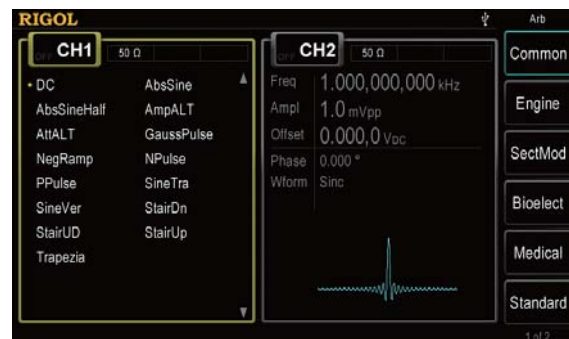 RIGOL Arb
OFF CH1 50 Ω
DC AbsSine
AbsSineHalf AmpALT
AttALT GaussPulse
NegRamp NPulse
PPulse SineTra
SineVer StairDn
StairUD StairUp
Trapezia
OFF CH2 50 Ω
Freq 1.000,000,000 kHz
Ampl 1.0 mVpp
Offset 0.000,0 VDC
Phase 0.000 °
Wform Sinc
Common
Engine
SectMod
Bioelect
Medical
Standard
1 of 2